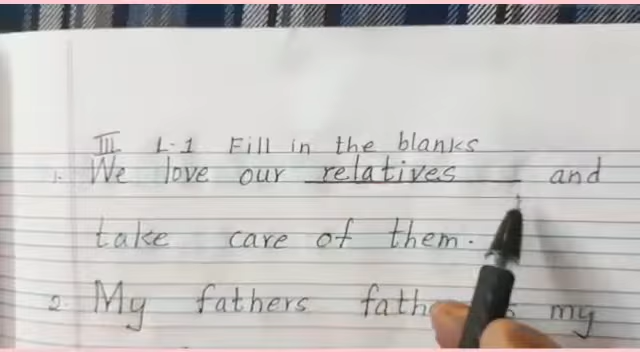 III L-1 Fill in the blanks
1. We love our relatives and
take care of them.
2. My fathers fath my